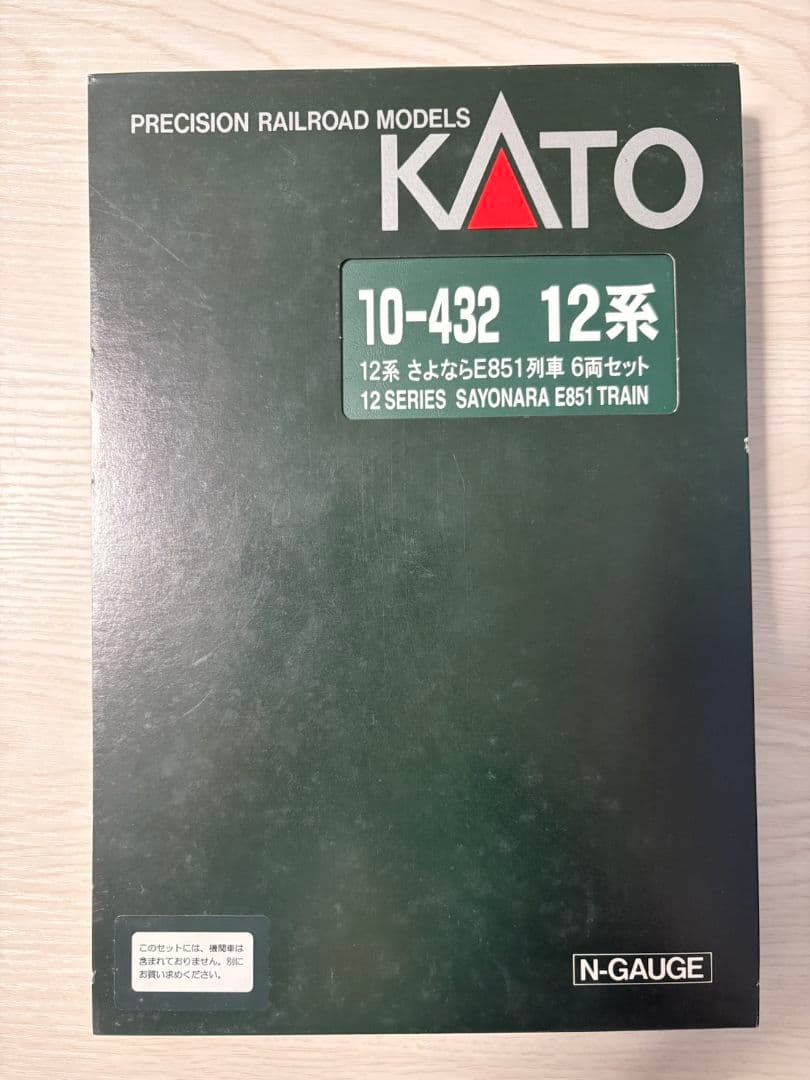 PRECISION RAILROAD MODELS
KATO
10-432 12系
12系 さよならE851列車 6両セット
12 SERIES SAYONARA E851 TRAIN
このセットには、機関車は
含まれておりません。別に
お買い求めください。
N-GAUGE